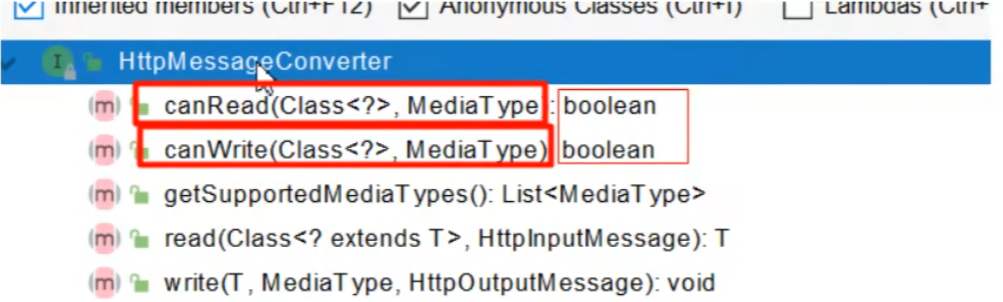 Inherited members (Ctrl+F12) Anonymous Classes (Ctrl+I) Lambdas (Ctrl+
I HttpMessageConverter
m canRead(Class<?>, MediaType : boolean
m canWrite(Class<?>, MediaType) boolean
m getSupportedMediaTypes(): List<MediaType>
m read(Class<? extends T>, HttpInputMessage): T
m write(T, MediaType, HttpOutputMessage): void